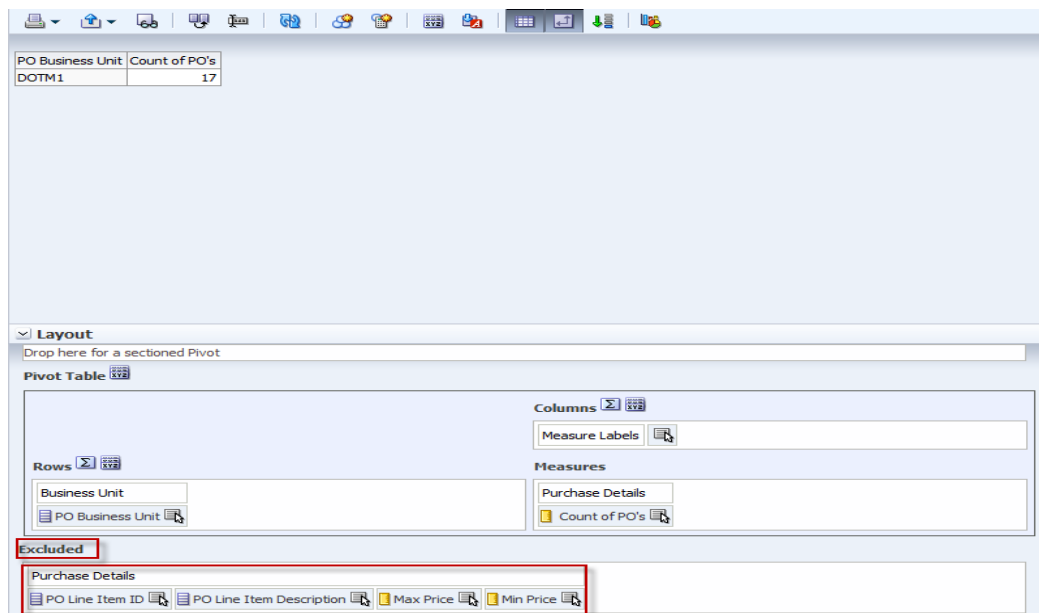 PO Business Unit Count of PO's
DOTM1 17
Layout
Drop here for a sectioned Pivot
Pivot Table
Columns
Measure Labels
Rows
Measures
Business Unit
Purchase Details
PO Business Unit
Count of PO's
Excluded
Purchase Details
PO Line Item ID PO Line Item Description Max Price Min Price